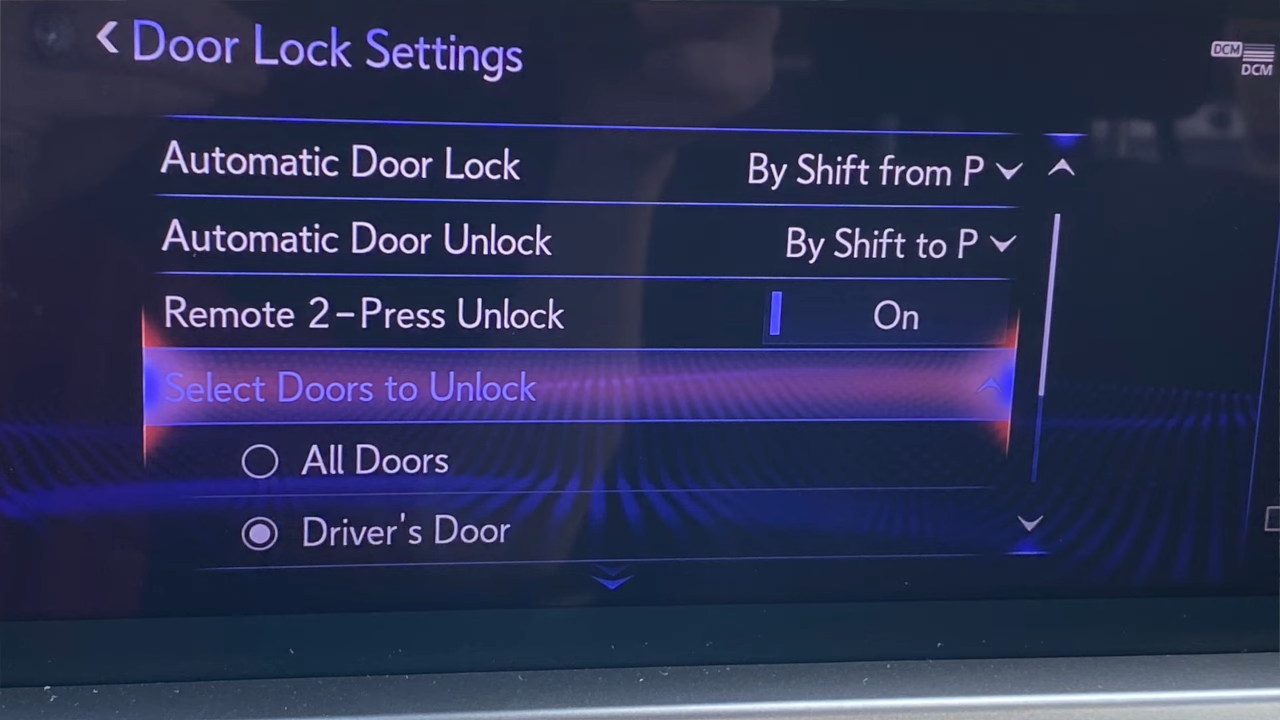 Door Lock Settings
DCM
DCM
Automatic Door Lock By Shift from P
Automatic Door Unlock By Shift to P
Remote 2-Press Unlock On
Select Doors to Unlock
All Doors
Driver's Door